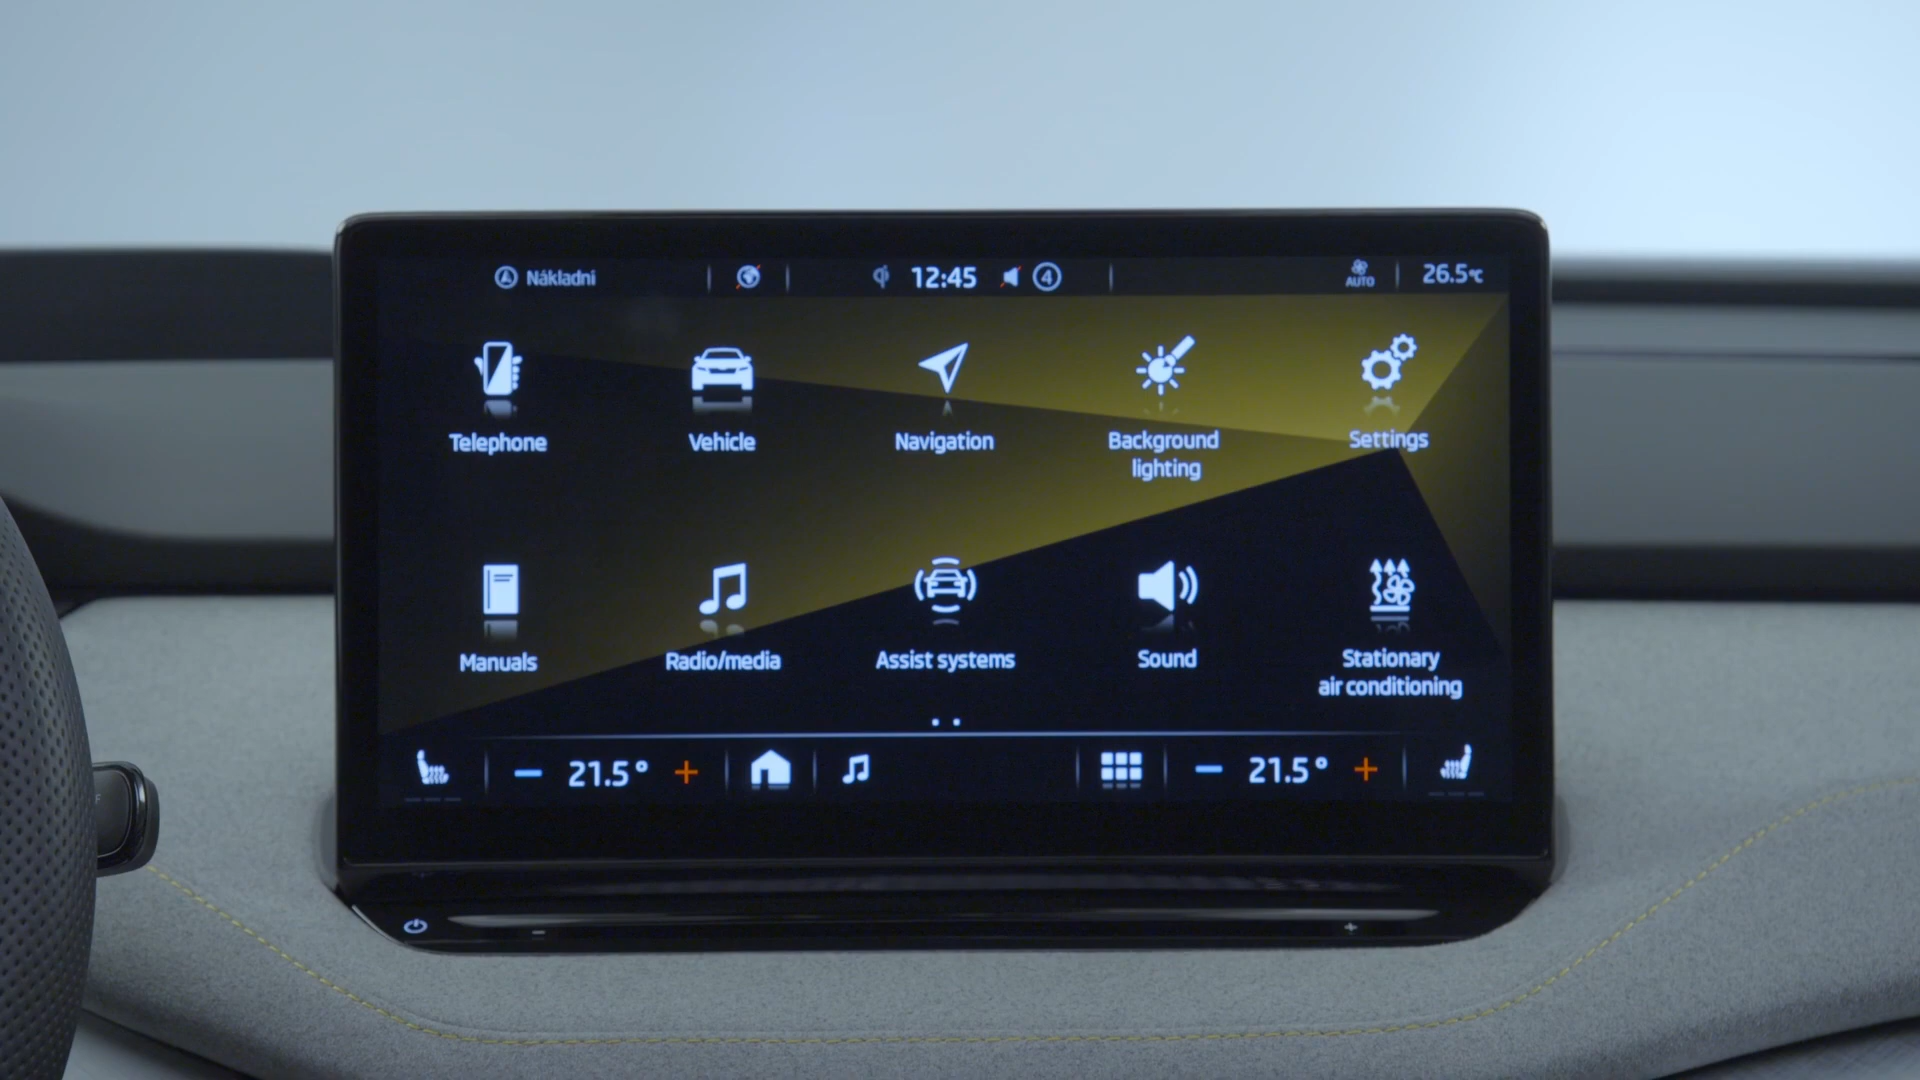 Nákladní
12:45
4
AUTO
26.5°C
Telephone
Vehicle
Navigation
Background
lighting
Settings
Manuals
Radio/media
Assist systems
Sound
Stationary
air conditioning
− 21.5° +
− 21.5° +
− +